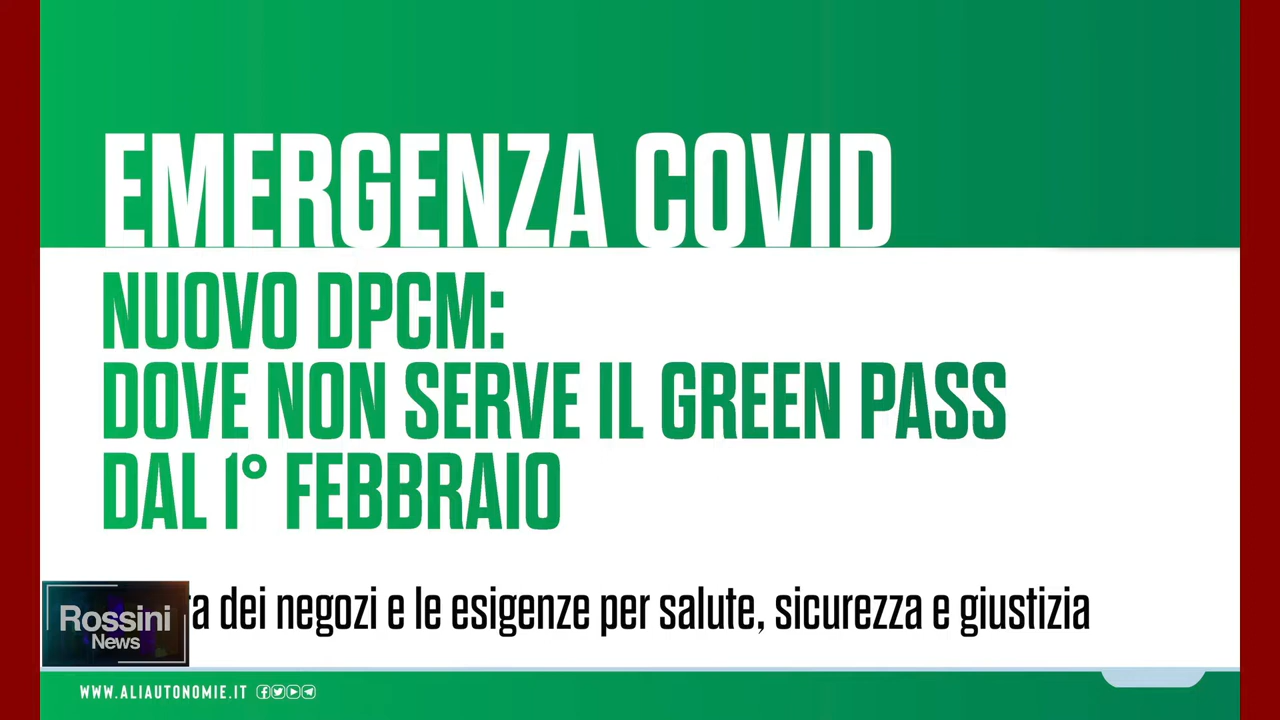 EMERGENZA COVID
NUOVO DPCM:
DOVE NON SERVE IL GREEN PASS
DAL 1° FEBBRAIO
dei negozi e le esigenze per salute, sicurezza e giustizia
Rossini
News
WWW.ALIAUTONOMIE.IT